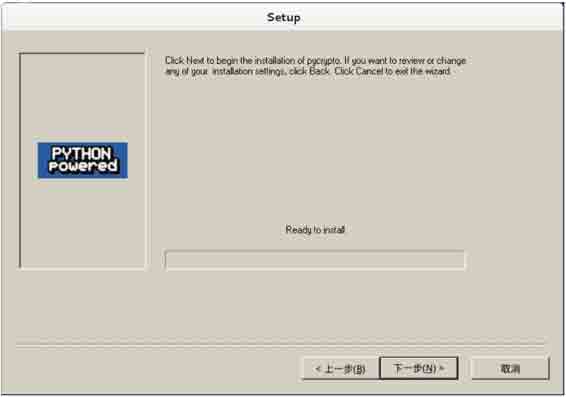 Setup
Click Next to begin the installation of pycrypto. If you want to review or change
any of your installation settings, click Back. Click Cancel to exit the wizard.
PYTHON
powered
Ready to install
< 上一步(B)
下一步(N) >
取消